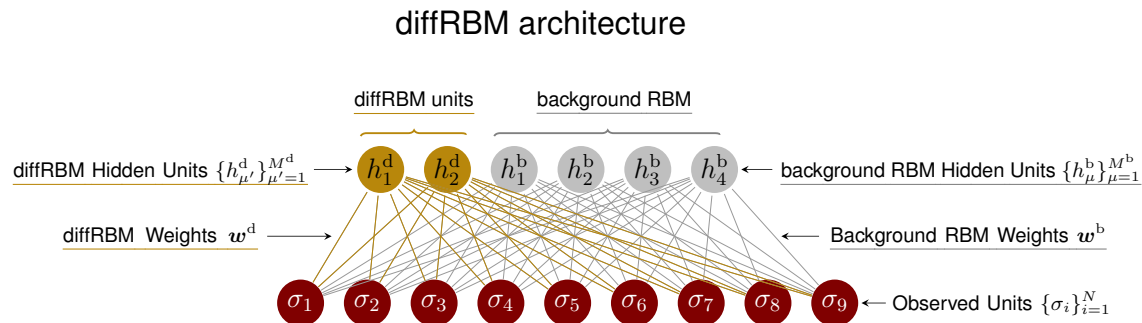 diffRBM architecture
diffRBM units background RBM
diffRBM Hidden Units {h^d_{μ'}}^{M^d}_{μ'=1} h^d_1 h^d_2 h^b_1 h^b_2 h^b_3 h^b_4 background RBM Hidden Units {h^b_μ}^{M^b}_{μ=1}
diffRBM Weights w^d Background RBM Weights w^b
σ_1 σ_2 σ_3 σ_4 σ_5 σ_6 σ_7 σ_8 σ_9 Observed Units {σ_i}^N_{i=1}